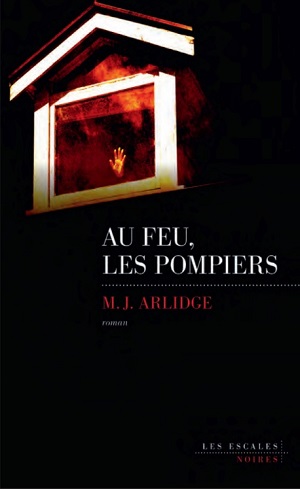 AU FEU,
LES POMPIERS
M. J. ARLIDGE
roman
LES ESCALES
NOIRES